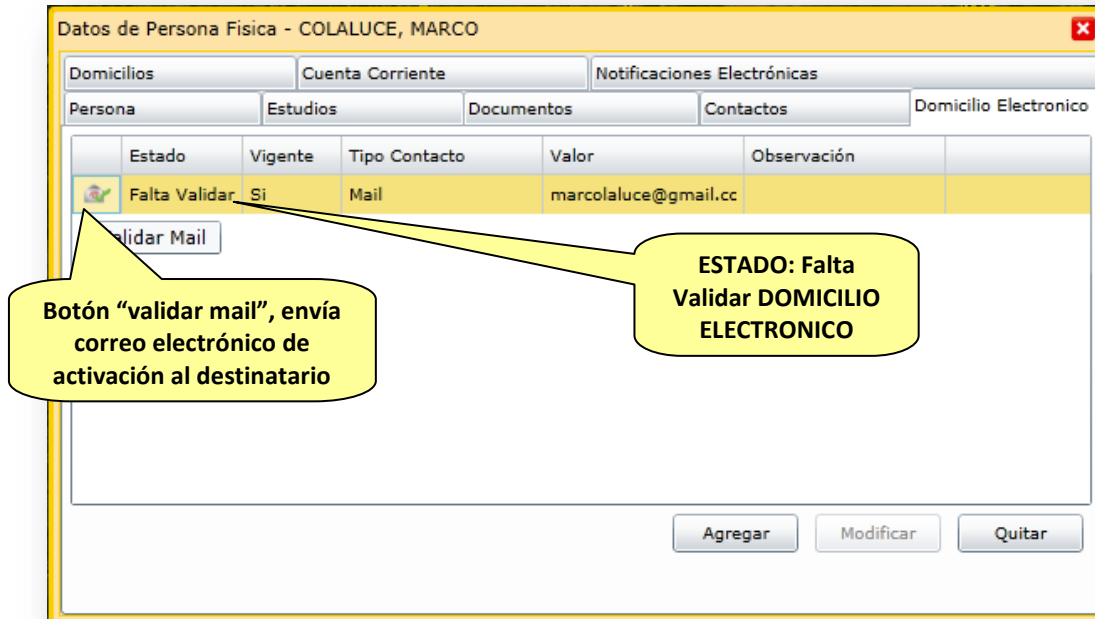 Datos de Persona Fisica - COLALUCE, MARCO
Domicilios Cuenta Corriente Notificaciones Electrónicas
Persona Estudios Documentos Contactos Domicilio Electronico
Estado Vigente Tipo Contacto Valor Observación
Falta Validar Si Mail marcolaluce@gmail.cc
lidar Mail
ESTADO: Falta
Validar DOMICILIO
ELECTRONICO
Botón “validar mail”, envía
correo electrónico de
activación al destinatario
Agregar Modificar Quitar